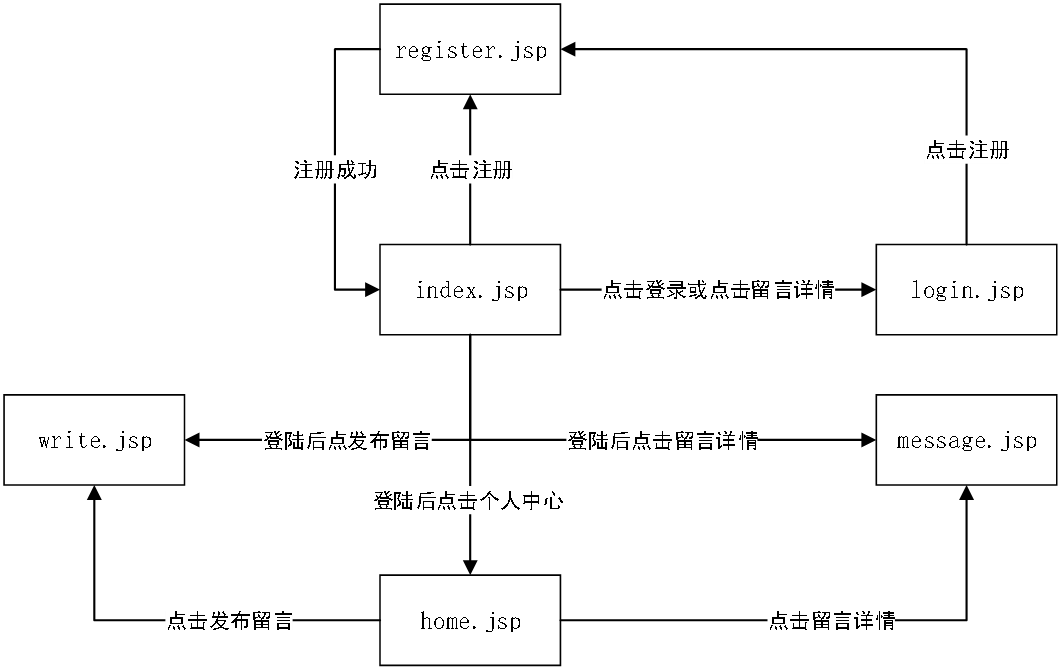 register.jsp
点击注册
注册成功
点击注册
index.jsp
点击登录或点击留言详情
login.jsp
write.jsp
登陆后点发布留言
登陆后点击留言详情
message.jsp
登陆后点击个人中心
点击发布留言
home.jsp
点击留言详情